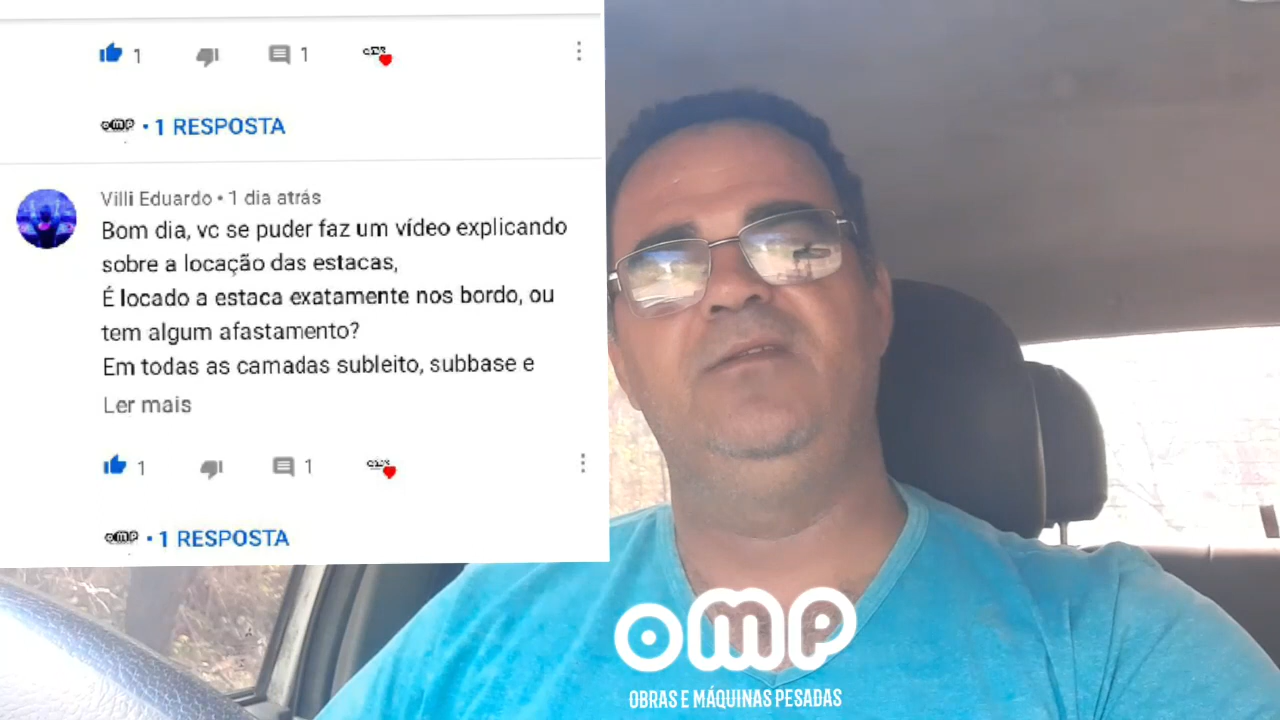 1
1
OMP • 1 RESPOSTA
Villi Eduardo • 1 dia atrás
Bom dia, vc se puder faz um vídeo explicando
sobre a locação das estacas,
É locado a estaca exatamente nos bordo, ou
tem algum afastamento?
Em todas as camadas subleito, subbase e
Ler mais
1
1
OMP • 1 RESPOSTA
OMP
OBRAS E MÁQUINAS PESADAS